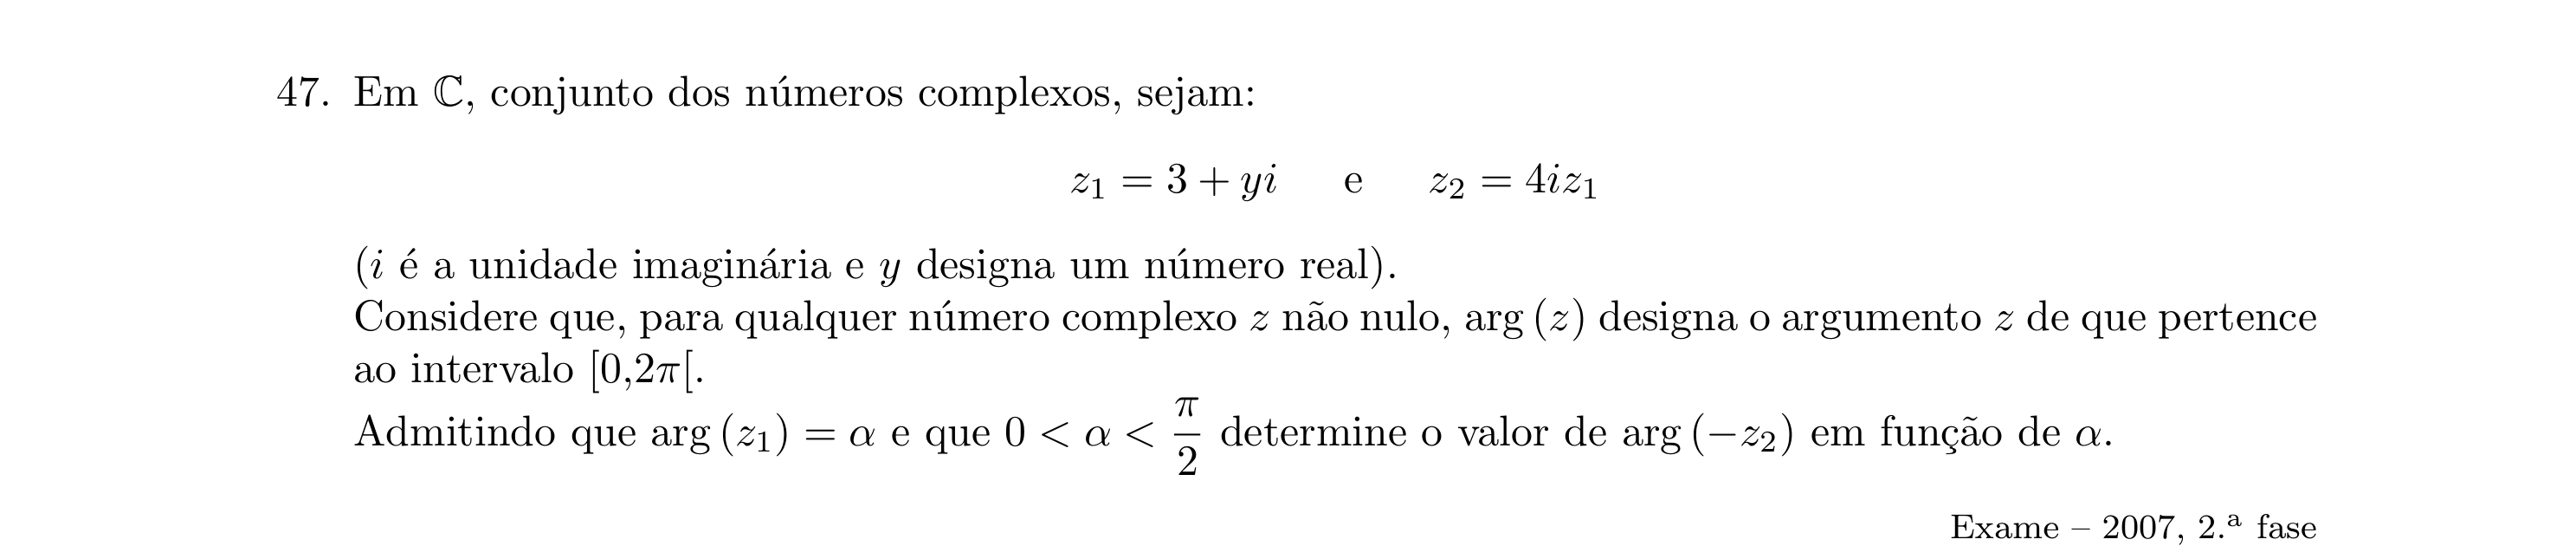 47. Em ℂ, conjunto dos números complexos, sejam:
z₁ = 3 + yi e z₂ = 4iz₁
(i é a unidade imaginária e y designa um número real).
Considere que, para qualquer número complexo z não nulo, arg (z) designa o argumento z de que pertence
ao intervalo [0,2π[.
Admitindo que arg (z₁) = α e que 0 < α < π/2 determine o valor de arg (−z₂) em função de α.
Exame – 2007, 2.ª fase